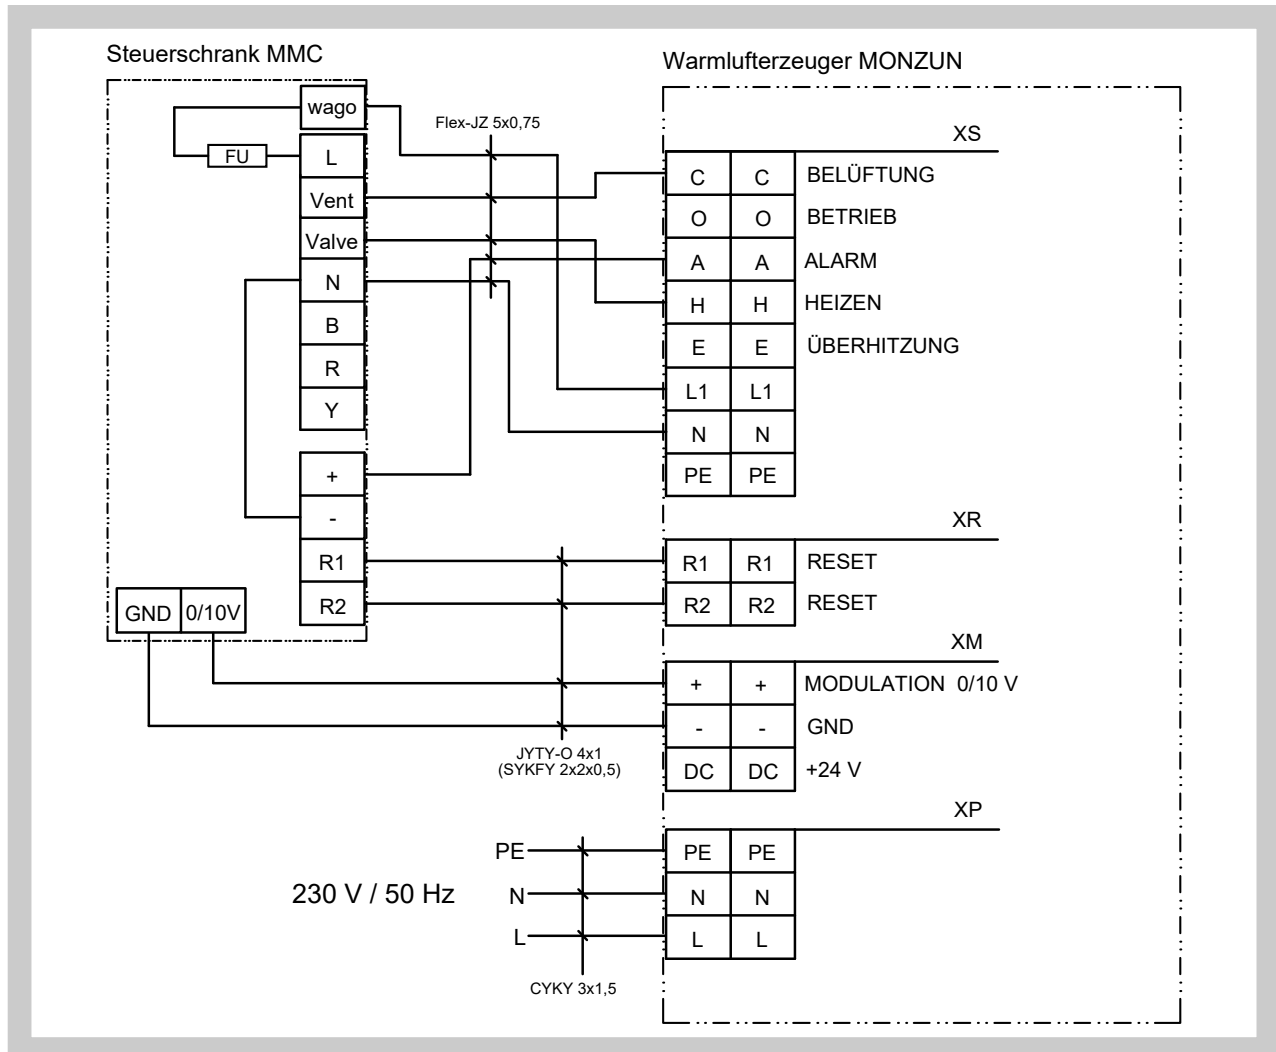 Steuerschrank MMC
Warmlufterzeuger MONZUN
wago
Flex-JZ 5x0,75
XS
FU
L
Vent
Valve
N
B
R
Y
C C BELÜFTUNG
O O BETRIEB
A A ALARM
H H HEIZEN
E E ÜBERHITZUNG
L1 L1
N N
PE PE
+
-
R1
R2
GND 0/10V
XR
R1 R1 RESET
R2 R2 RESET
XM
+ + MODULATION 0/10 V
- - GND
DC DC +24 V
JYTY-O 4x1
(SYKFY 2x2x0,5)
XP
PE PE PE
230 V / 50 Hz
N N N
L L L
CYKY 3x1,5